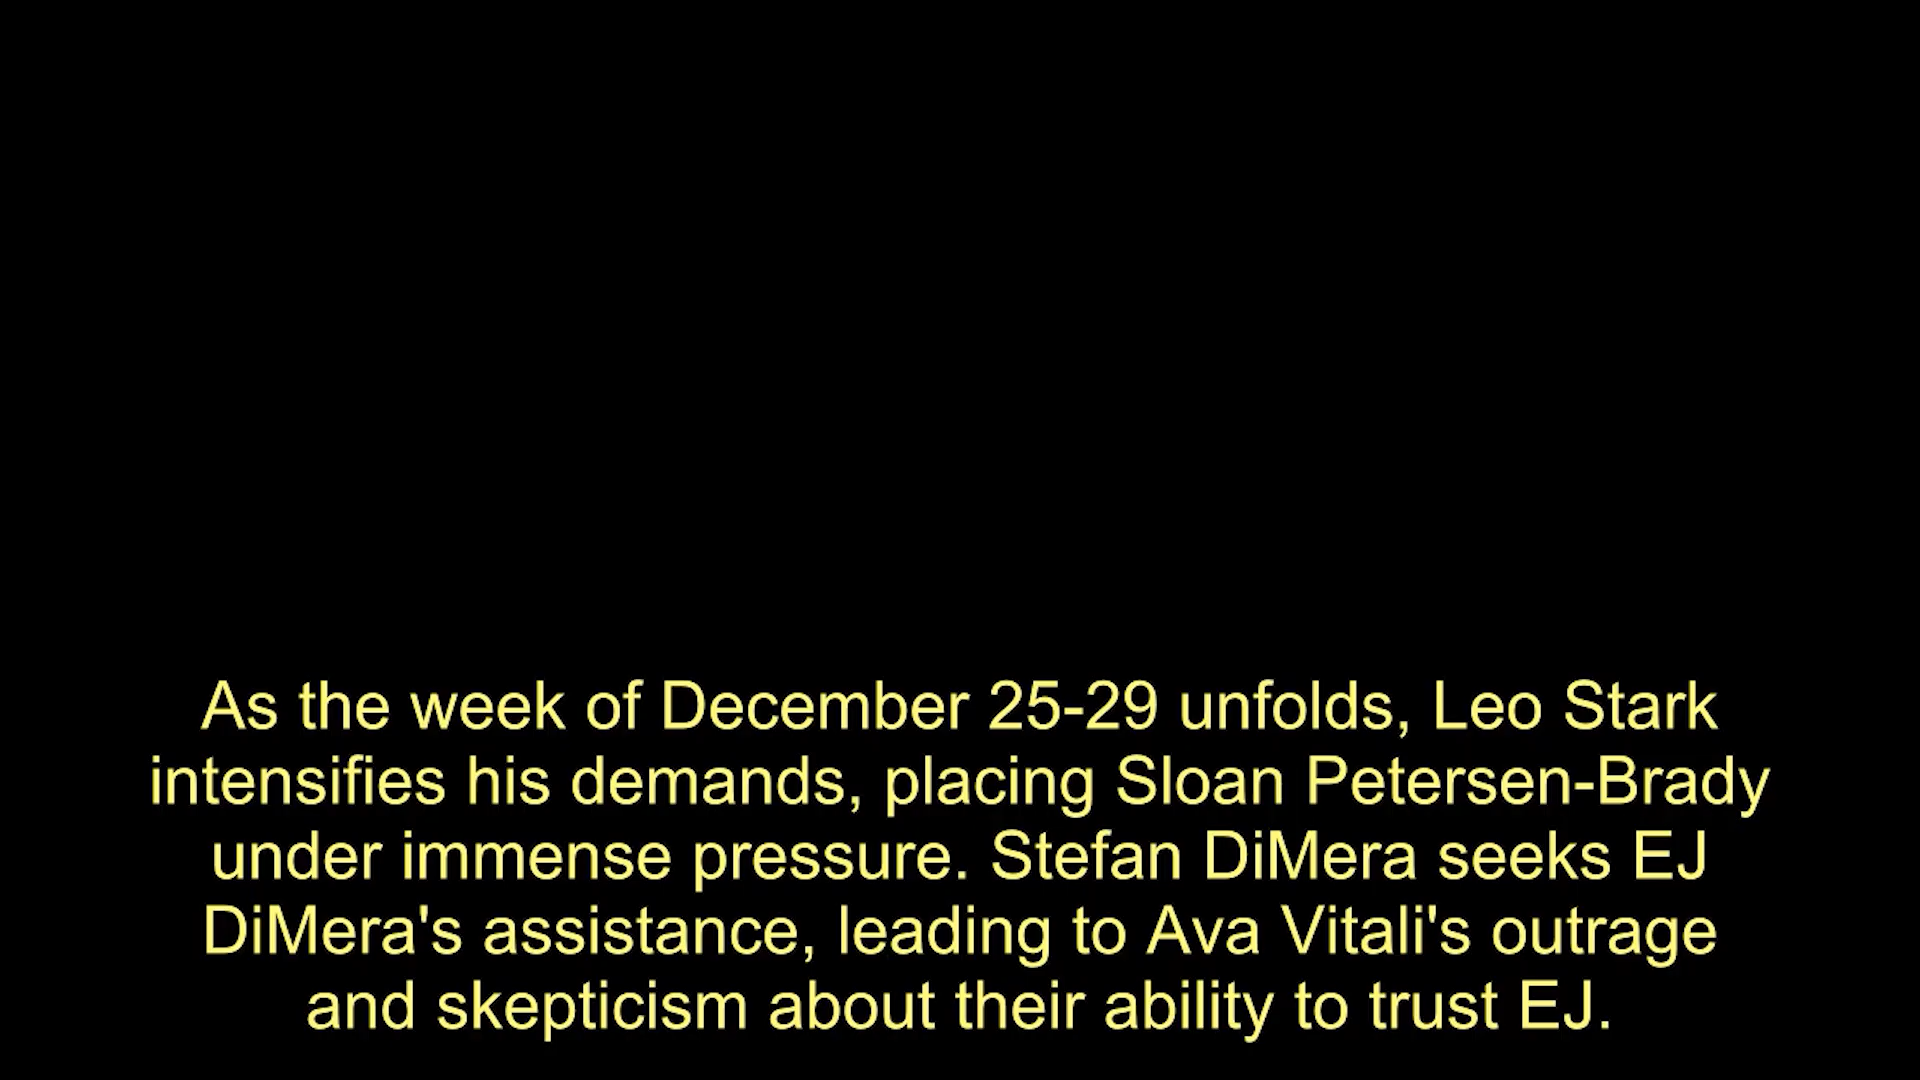 As the week of December 25-29 unfolds, Leo Stark
intensifies his demands, placing Sloan Petersen-Brady
under immense pressure. Stefan DiMera seeks EJ
DiMera's assistance, leading to Ava Vitali's outrage
and skepticism about their ability to trust EJ.